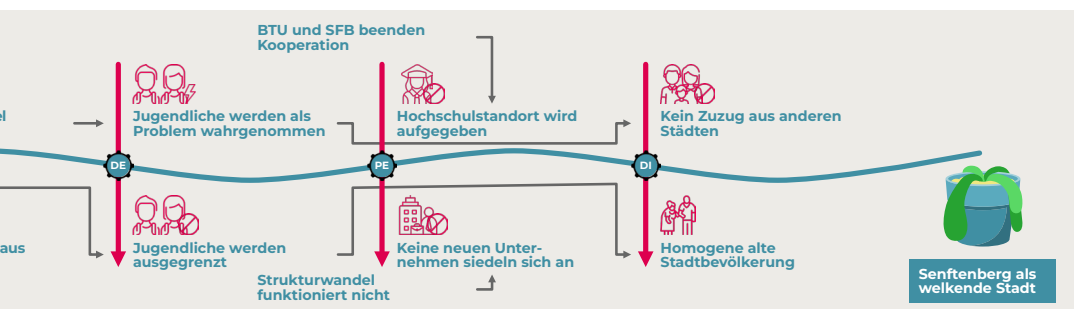 BTU und SFB beenden
Kooperation
el
Jugendliche werden als
Problem wahrgenommen
Hochschulstandort wird
aufgegeben
Kein Zuzug aus anderen
Städten
DE
PE
DI
aus
Jugendliche werden
ausgegrenzt
Keine neuen Unter-
nehmen siedeln sich an
Homogene alte
Stadtbevölkerung
Strukturwandel
funktioniert nicht
Senftenberg als
welkende Stadt